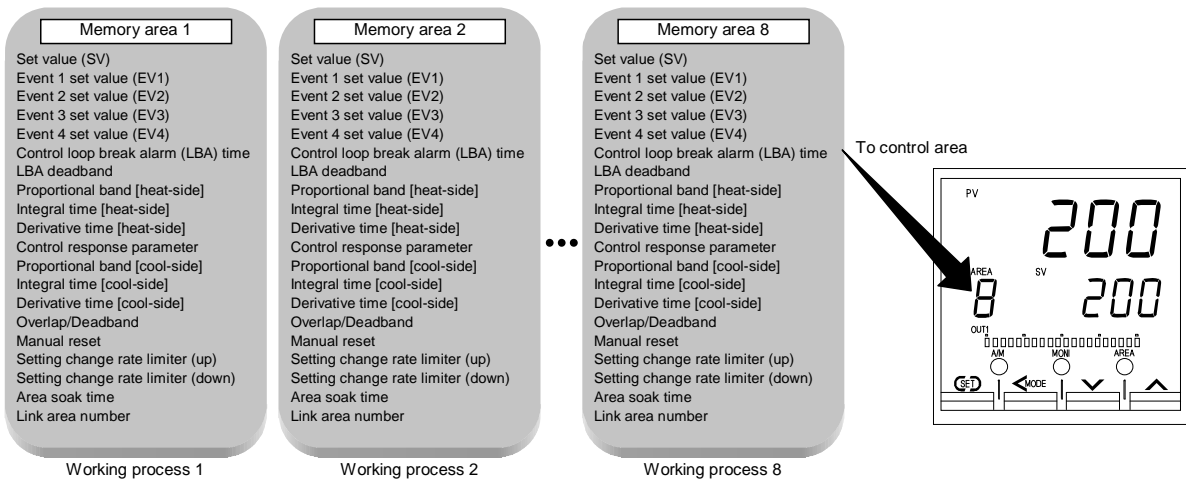 Memory area 1
Set value (SV)
Event 1 set value (EV1)
Event 2 set value (EV2)
Event 3 set value (EV3)
Event 4 set value (EV4)
Control loop break alarm (LBA) time
LBA deadband
Proportional band [heat-side]
Integral time [heat-side]
Derivative time [heat-side]
Control response parameter
Proportional band [cool-side]
Integral time [cool-side]
Derivative time [cool-side]
Overlap/Deadband
Manual reset
Setting change rate limiter (up)
Setting change rate limiter (down)
Area soak time
Link area number
Working process 1
Memory area 2
Set value (SV)
Event 1 set value (EV1)
Event 2 set value (EV2)
Event 3 set value (EV3)
Event 4 set value (EV4)
Control loop break alarm (LBA) time
LBA deadband
Proportional band [heat-side]
Integral time [heat-side]
Derivative time [heat-side]
Control response parameter
Proportional band [cool-side]
Integral time [cool-side]
Derivative time [cool-side]
Overlap/Deadband
Manual reset
Setting change rate limiter (up)
Setting change rate limiter (down)
Area soak time
Link area number
Working process 2
•••
Memory area 8
Set value (SV)
Event 1 set value (EV1)
Event 2 set value (EV2)
Event 3 set value (EV3)
Event 4 set value (EV4)
Control loop break alarm (LBA) time
LBA deadband
Proportional band [heat-side]
Integral time [heat-side]
Derivative time [heat-side]
Control response parameter
Proportional band [cool-side]
Integral time [cool-side]
Derivative time [cool-side]
Overlap/Deadband
Manual reset
Setting change rate limiter (up)
Setting change rate limiter (down)
Area soak time
Link area number
Working process 8
To control area
PV
200
AREA SV
8 200
OUT1
A/M MONI AREA
SET MODE